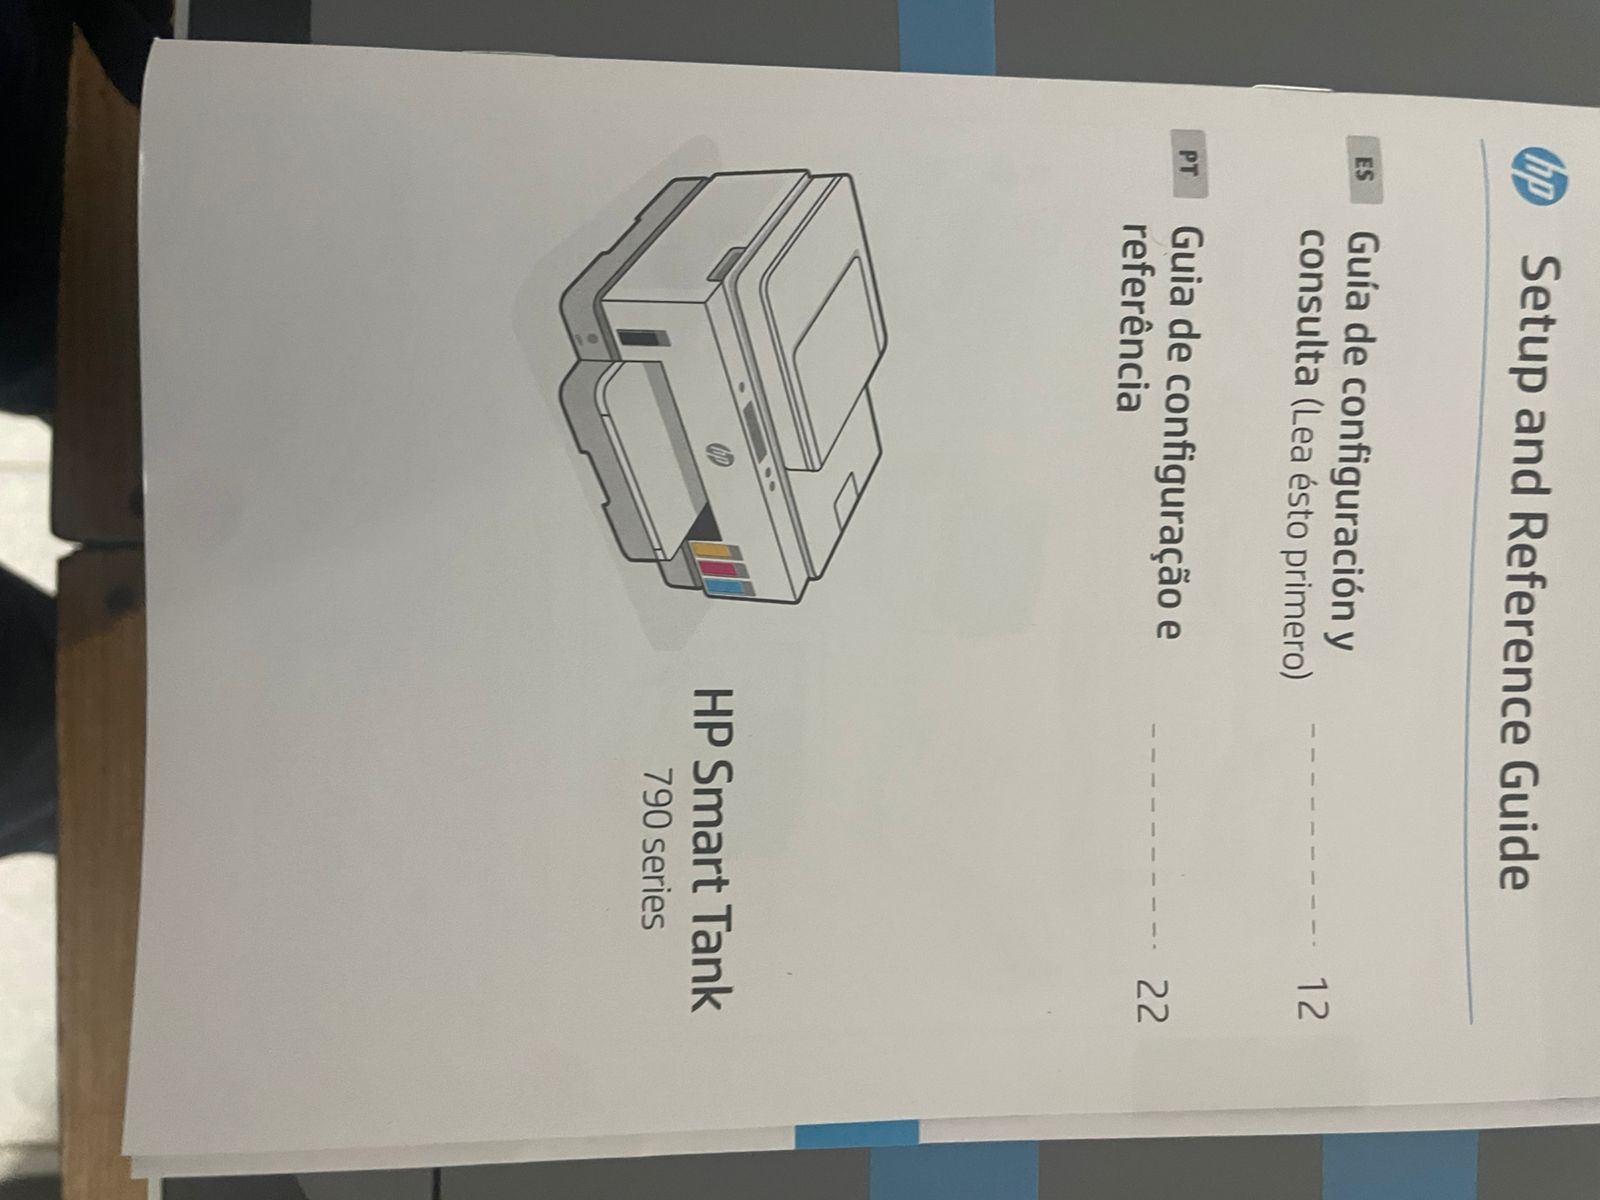 hp Setup and Reference Guide
ES Guía de configuración y
consulta (Lea ésto primero) 12
PT Guia de configuração e
referência 22
hp
HP Smart Tank
790 series